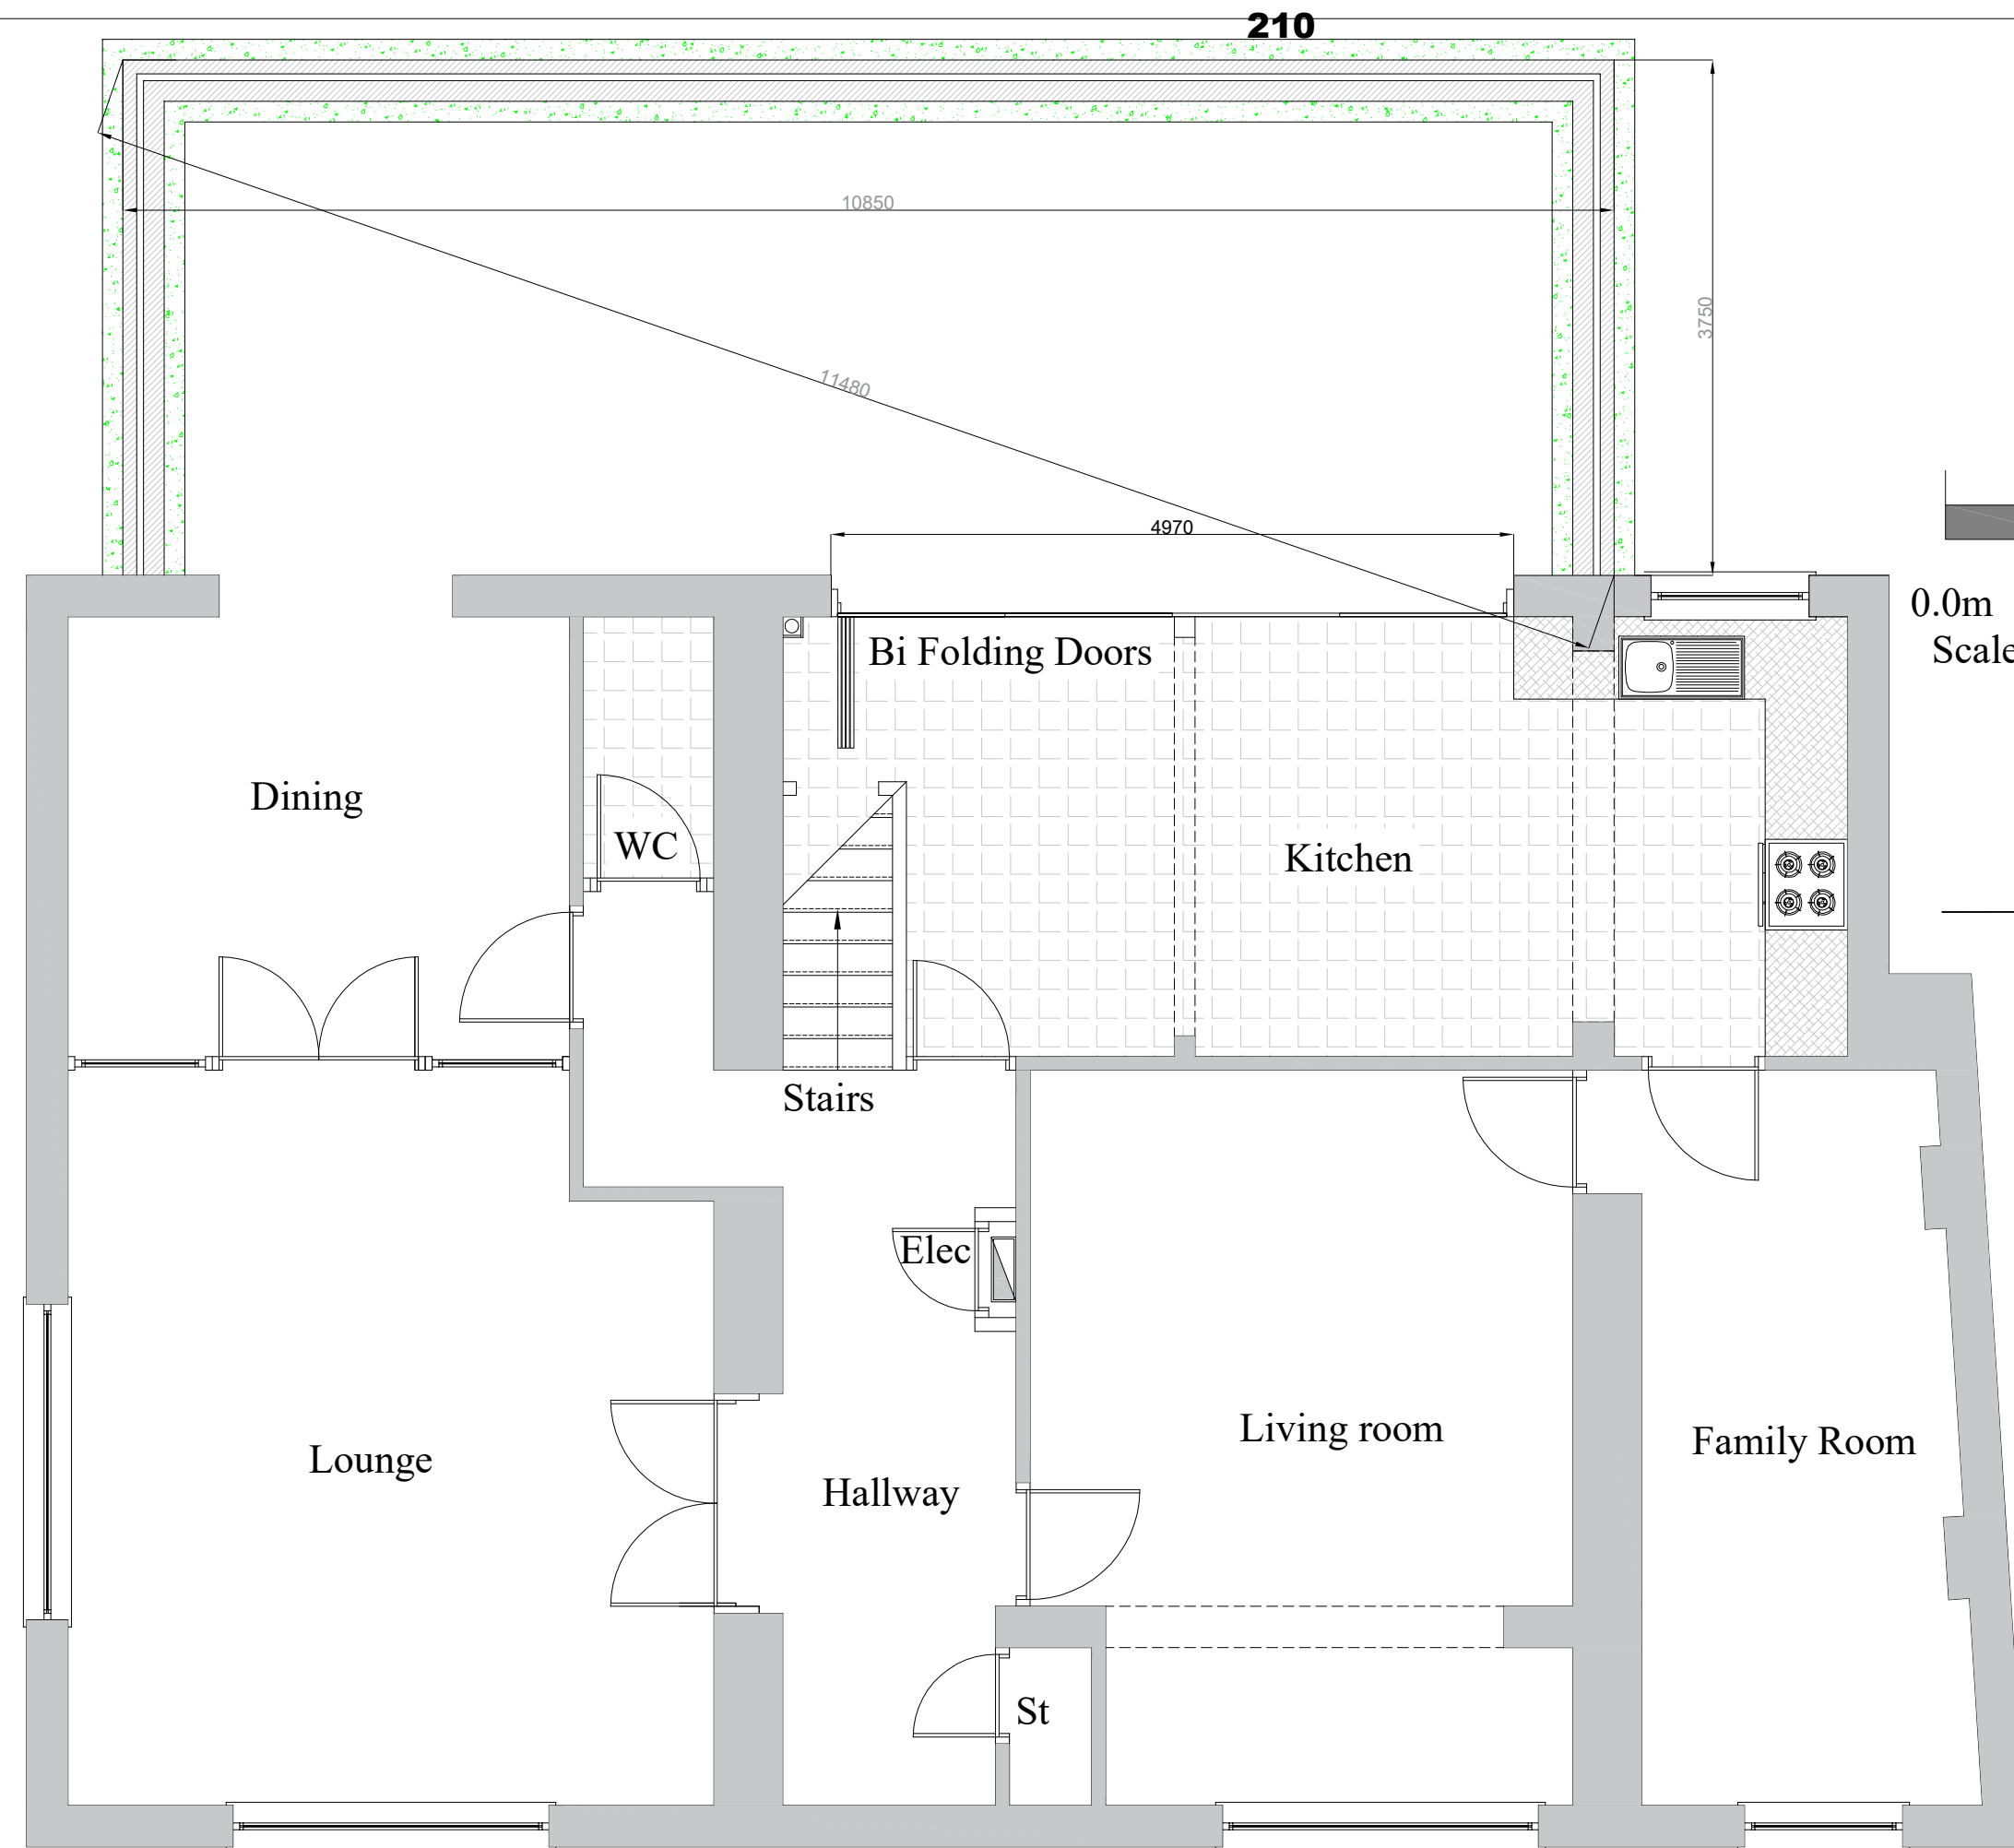 210
10850
3750
11480
4970
0.0m
Scale
Bi Folding Doors
Dining
WC
Kitchen
Stairs
Elec
Living room
Family Room
Lounge
Hallway
St